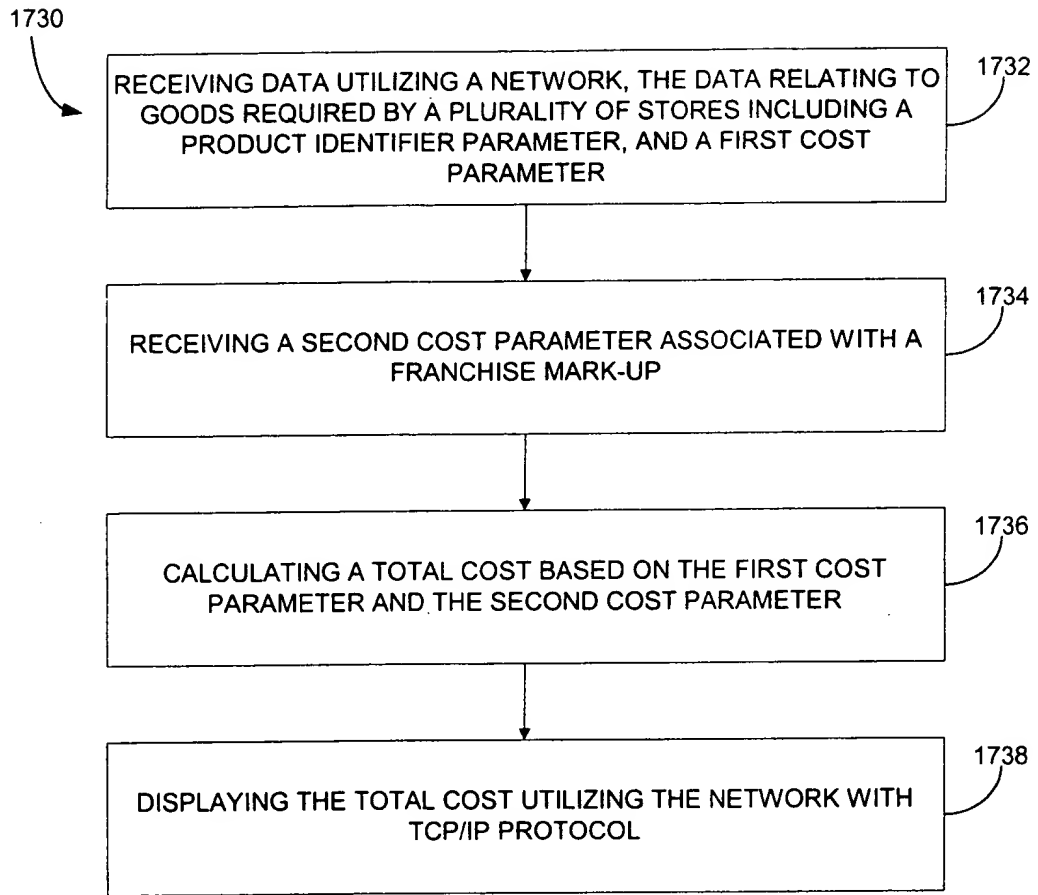 1730
RECEIVING DATA UTILIZING A NETWORK, THE DATA RELATING TO
GOODS REQUIRED BY A PLURALITY OF STORES INCLUDING A
PRODUCT IDENTIFIER PARAMETER, AND A FIRST COST
PARAMETER
1732
RECEIVING A SECOND COST PARAMETER ASSOCIATED WITH A
FRANCHISE MARK-UP
1734
CALCULATING A TOTAL COST BASED ON THE FIRST COST
PARAMETER AND THE SECOND COST PARAMETER
1736
DISPLAYING THE TOTAL COST UTILIZING THE NETWORK WITH
TCP/IP PROTOCOL
1738